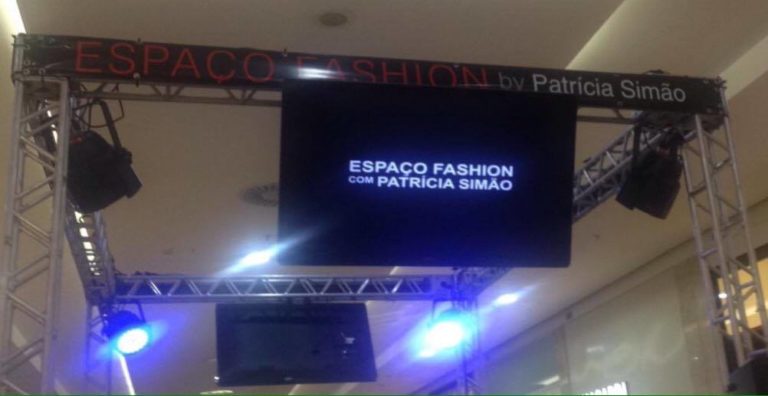 ESPAÇO FASHION by Patrícia Simão
ESPAÇO FASHION
COM PATRÍCIA SIMÃO